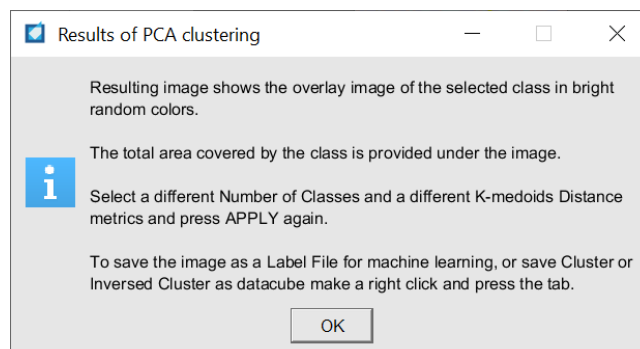 Results of PCA clustering
Resulting image shows the overlay image of the selected class in bright
random colors.
The total area covered by the class is provided under the image.
Select a different Number of Classes and a different K-medoids Distance
metrics and press APPLY again.
To save the image as a Label File for machine learning, or save Cluster or
Inversed Cluster as datacube make a right click and press the tab.
OK